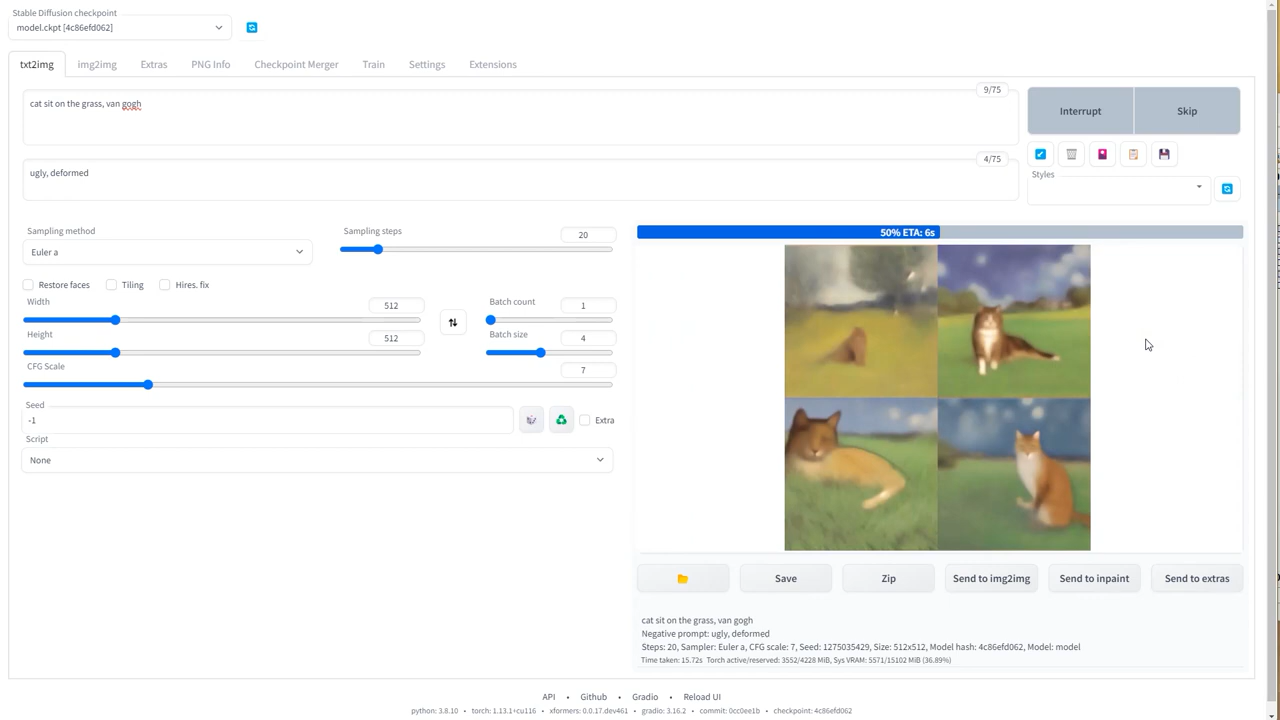 Stable Diffusion checkpoint
model.ckpt [4c86efd062]
txt2img img2img Extras PNG Info Checkpoint Merger Train Settings Extensions
cat sit on the grass, van gogh
9/75
Interrupt Skip
ugly, deformed
4/75
Styles
Sampling method
Euler a
Sampling steps
20
50% ETA: 6s
Restore faces Tiling Hires. fix
Width
512
Batch count
1
Height
512
Batch size
4
CFG Scale
7
Seed
-1
Extra
Script
None
Save Zip Send to img2img Send to inpaint Send to extras
cat sit on the grass, van gogh
Negative prompt: ugly, deformed
Steps: 20, Sampler: Euler a, CFG scale: 7, Seed: 1275035429, Size: 512x512, Model hash: 4c86efd062, Model: model
Time taken: 15.72s Torch active/reserved: 3552/4228 MiB, Sys VRAM: 5571/15102 MiB (36.89%)
API • Github • Gradio • Reload UI
python: 3.8.10 • torch: 1.13.1+cu116 • xformers: 0.0.17.dev461 • gradio: 3.16.2 • commit: 0cc0ee1b • checkpoint: 4c86efd062